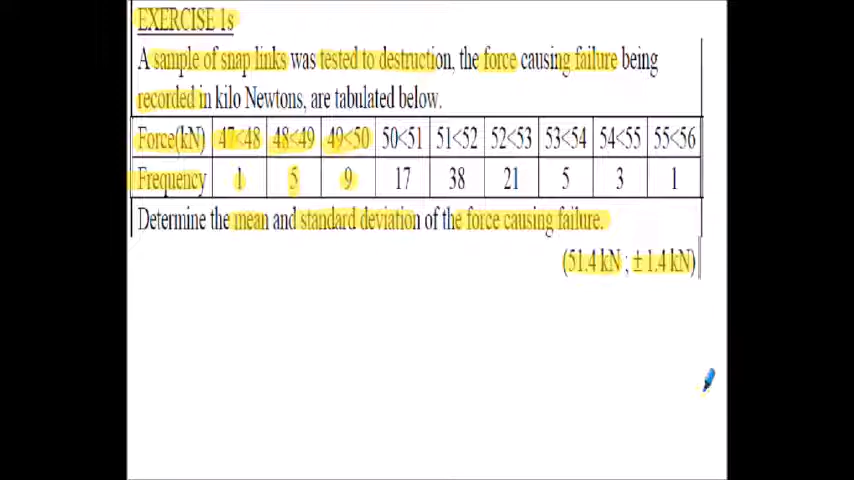 EXERCISE 1s
A sample of snap links was tested to destruction, the force causing failure being
recorded in kilo Newtons, are tabulated below.
Force(kN) 47<48 48<49 49<50 50<51 51<52 52<53 53<54 54<55 55<56
Frequency 1 5 9 17 38 21 5 3 1
Determine the mean and standard deviation of the force causing failure.
(51.4 kN ; ± 1.4 kN)